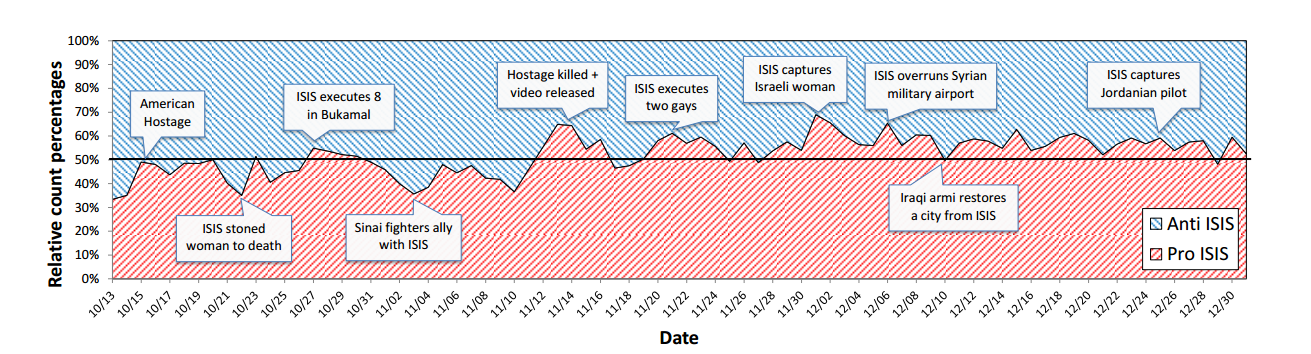 Relative count percentages
100%
90%
80%
70%
60%
50%
40%
30%
20%
10%
0%
American
Hostage
ISIS stoned
woman to death
ISIS executes 8
in Bukamal
Sinai fighters ally
with ISIS
Hostage killed +
video released
ISIS executes
two gays
ISIS captures
Israeli woman
ISIS overruns Syrian
military airport
Iraqi armi restores
a city from ISIS
ISIS captures
Jordanian pilot
Anti ISIS
Pro ISIS
10/13
10/15
10/17
10/19
10/21
10/23
10/25
10/27
10/29
10/31
11/02
11/04
11/06
11/08
11/10
11/12
11/14
11/16
11/18
11/20
11/22
11/24
11/26
11/28
11/30
12/02
12/04
12/06
12/08
12/10
12/12
12/14
12/16
12/18
12/20
12/22
12/24
12/26
12/28
12/30
Date